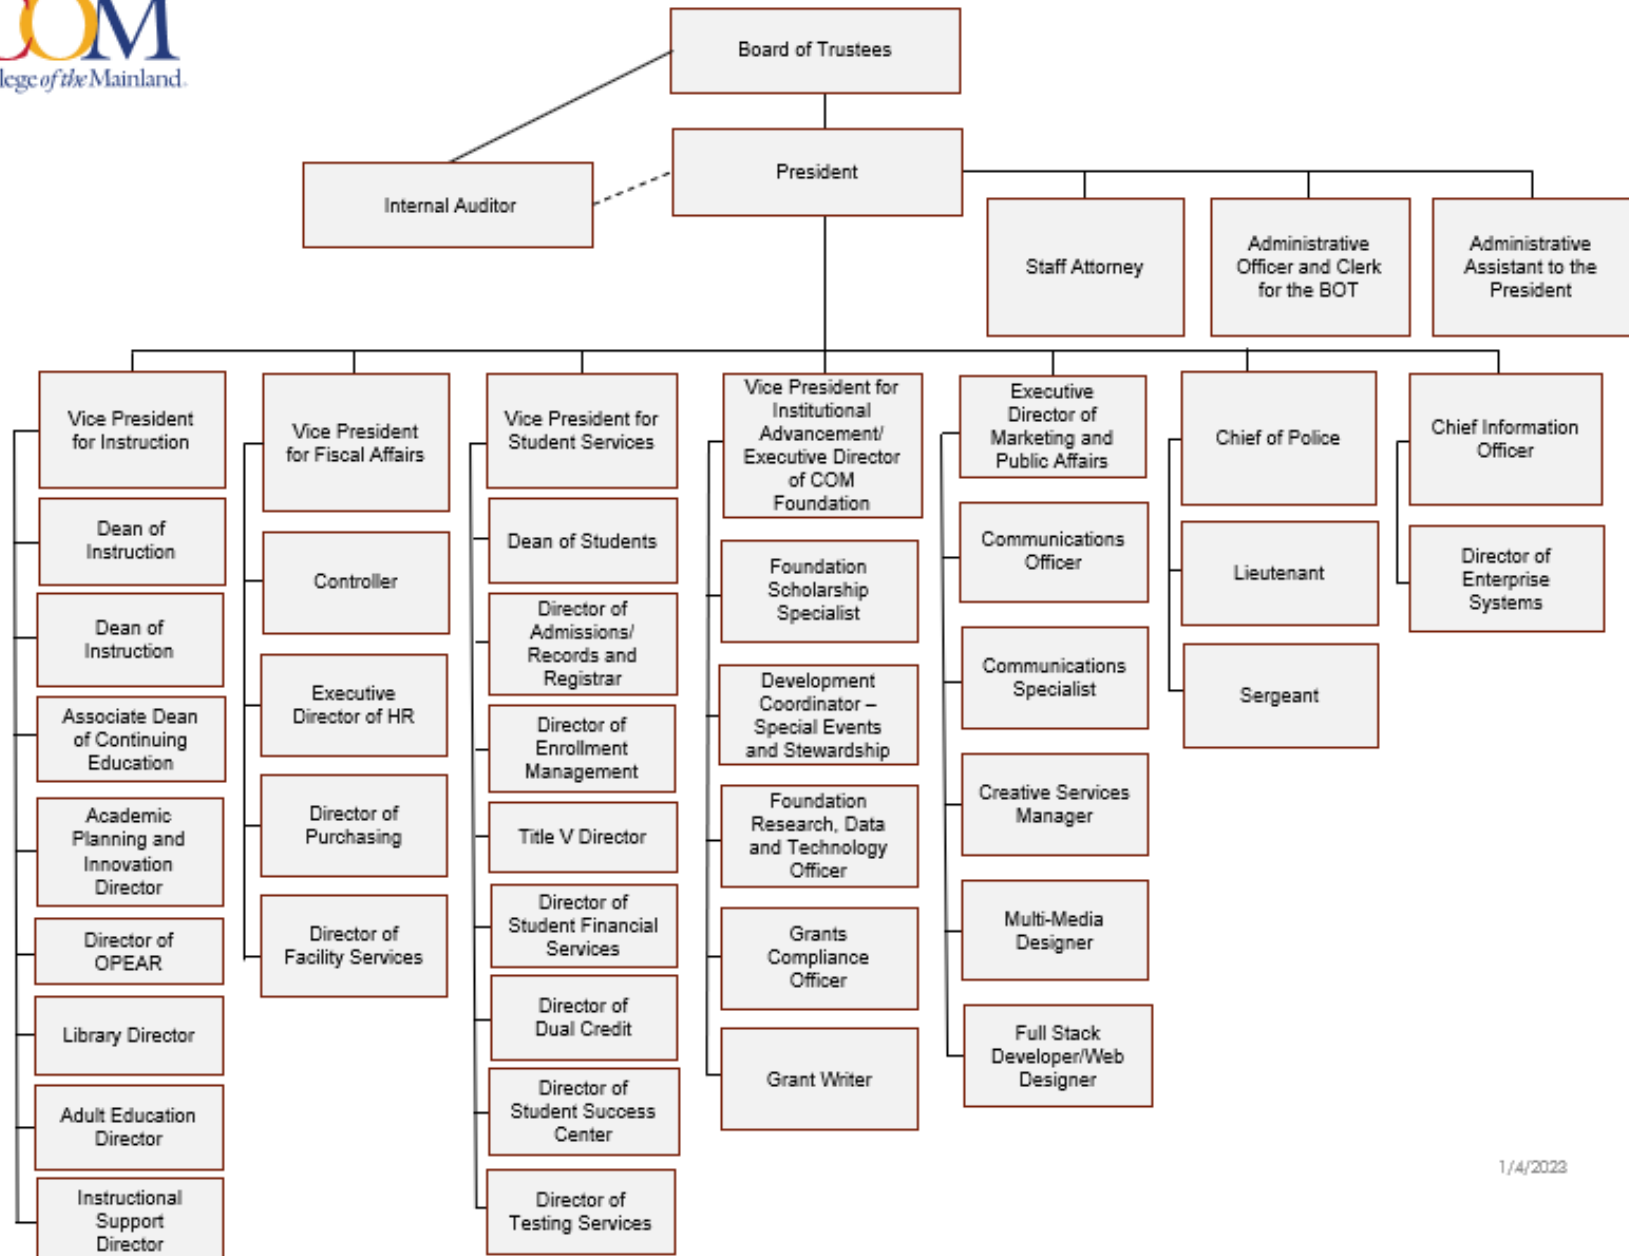 COM
lege of the Mainland.
Board of Trustees
President
Internal Auditor
Staff Attorney
Administrative
Officer and Clerk
for the BOT
Administrative
Assistant to the
President
Vice President
for Instruction
Dean of
Instruction
Dean of
Instruction
Associate Dean
of Continuing
Education
Academic
Planning and
Innovation
Director
Director of
OPEAR
Library Director
Adult Education
Director
Instructional
Support
Director
Vice President
for Fiscal Affairs
Controller
Executive
Director of HR
Director of
Purchasing
Director of
Facility Services
Vice President for
Student Services
Dean of Students
Director of
Admissions/
Records and
Registrar
Director of
Enrollment
Management
Title V Director
Director of
Student Financial
Services
Director of
Dual Credit
Director of
Student Success
Center
Director of
Testing Services
Vice President for
Institutional
Advancement/
Executive Director
of COM
Foundation
Foundation
Scholarship
Specialist
Development
Coordinator –
Special Events
and Stewardship
Foundation
Research, Data
and Technology
Officer
Grants
Compliance
Officer
Grant Writer
Executive
Director of
Marketing and
Public Affairs
Communications
Officer
Communications
Specialist
Creative Services
Manager
Multi-Media
Designer
Full Stack
Developer/Web
Designer
Chief of Police
Lieutenant
Sergeant
Chief Information
Officer
Director of
Enterprise
Systems
1/4/2023